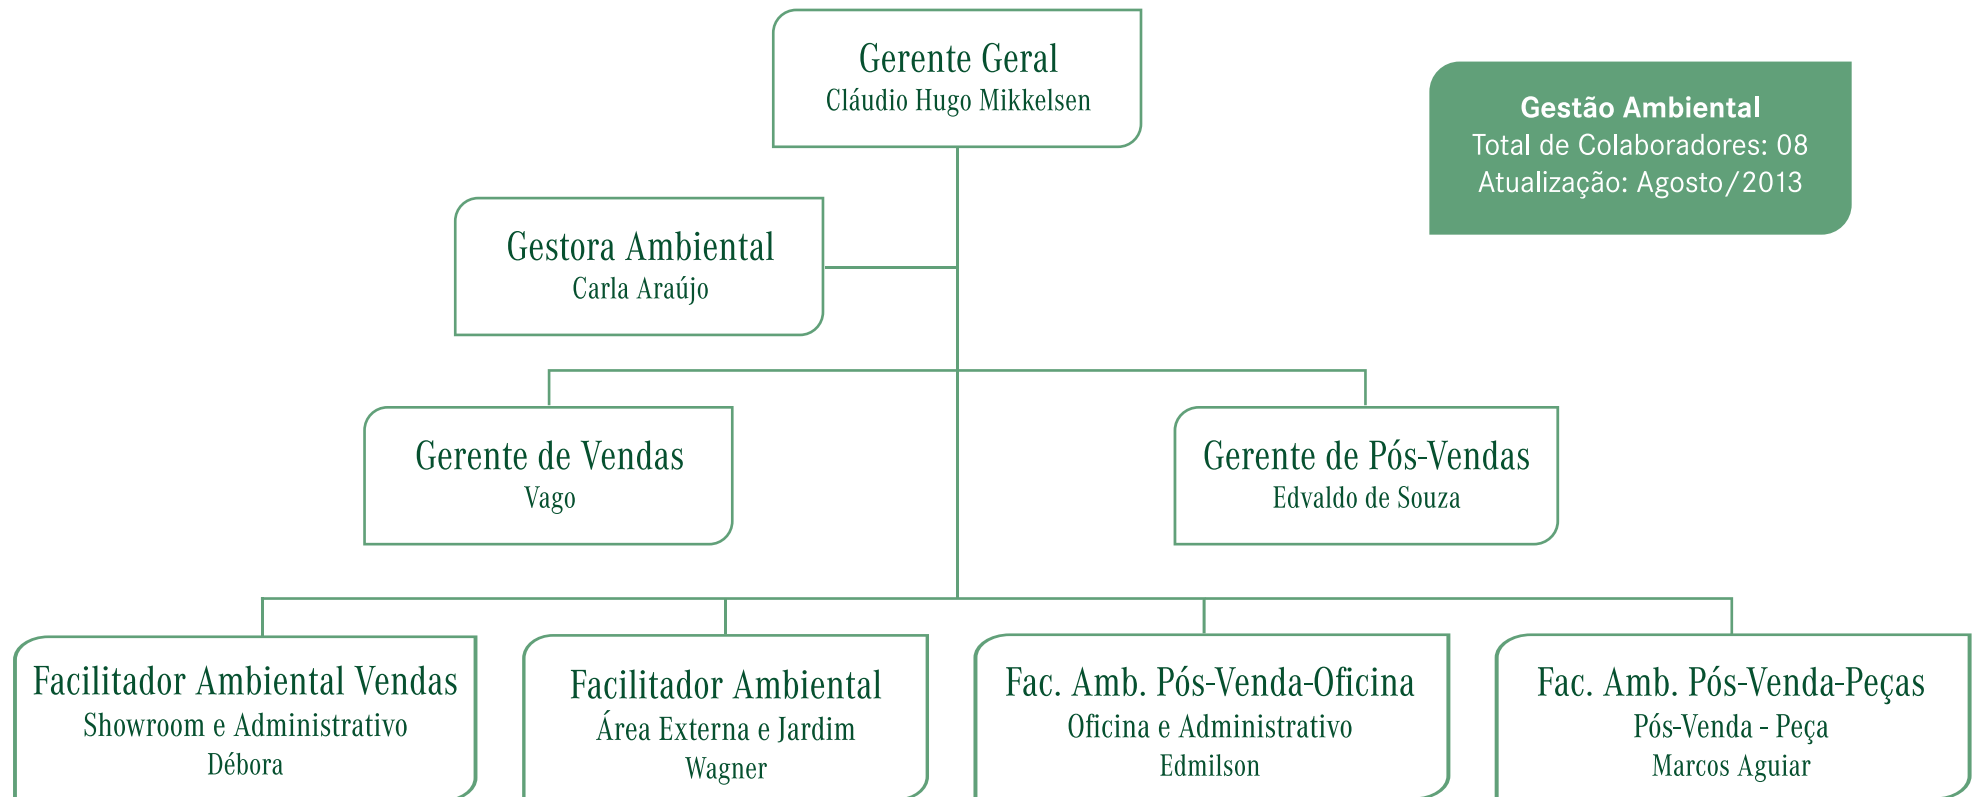 Gerente Geral
Cláudio Hugo Mikkelsen
Gestão Ambiental
Total de Colaboradores: 08
Atualização: Agosto/2013
Gestora Ambiental
Carla Araújo
Gerente de Vendas
Vago
Gerente de Pós-Vendas
Edvaldo de Souza
Facilitador Ambiental Vendas
Showroom e Administrativo
Débora
Facilitador Ambiental
Área Externa e Jardim
Wagner
Fac. Amb. Pós-Venda-Oficina
Oficina e Administrativo
Edmilson
Fac. Amb. Pós-Venda-Peças
Pós-Venda - Peça
Marcos Aguiar